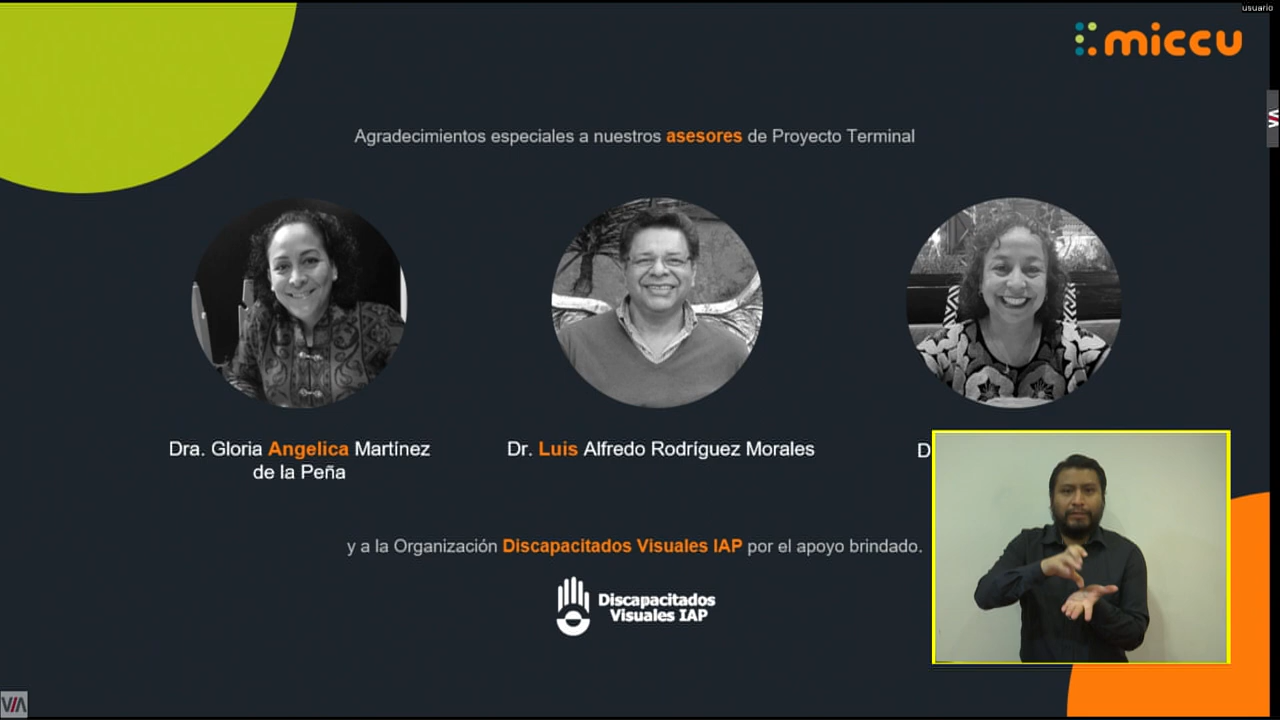 usuario
miccu
Agradecimientos especiales a nuestros asesores de Proyecto Terminal
Dra. Gloria Angelica Martínez
de la Peña
Dr. Luis Alfredo Rodríguez Morales
D
y a la Organización Discapacitados Visuales IAP por el apoyo brindado.
Discapacitados
Visuales IAP
VIA